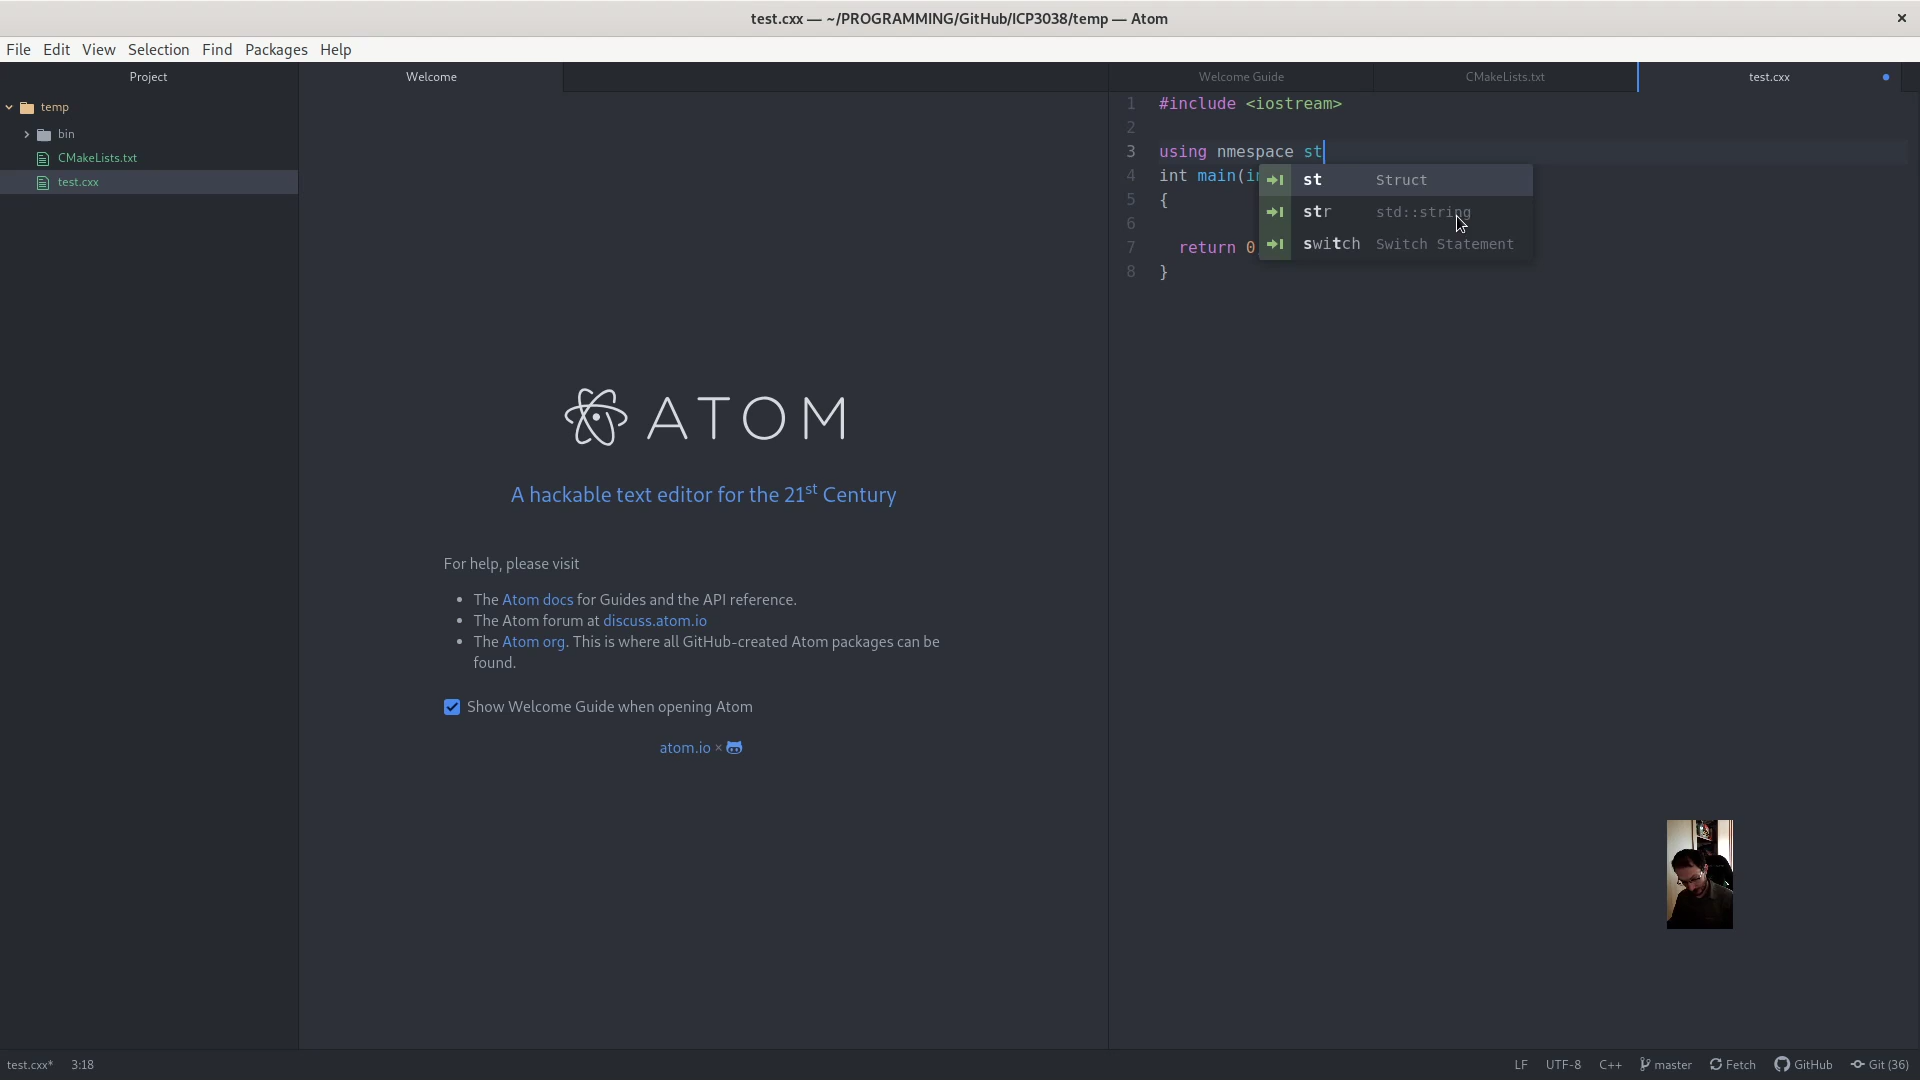 test.cxx — ~/PROGRAMMING/GitHub/ICP3038/temp — Atom
File Edit View Selection Find Packages Help
Project
temp
bin
CMakeLists.txt
test.cxx
Welcome
ATOM
A hackable text editor for the 21st Century
For help, please visit
The Atom docs for Guides and the API reference.
The Atom forum at discuss.atom.io
The Atom org. This is where all GitHub-created Atom packages can be
found.
Show Welcome Guide when opening Atom
atom.io ×
Welcome Guide CMakeLists.txt test.cxx
1 #include <iostream>
2
3 using nmespace st
4 int main(in
5 {
6
7 return 0
8 }
st Struct
str std::string
switch Switch Statement
test.cxx* 3:18 LF UTF-8 C++ master Fetch GitHub Git (36)